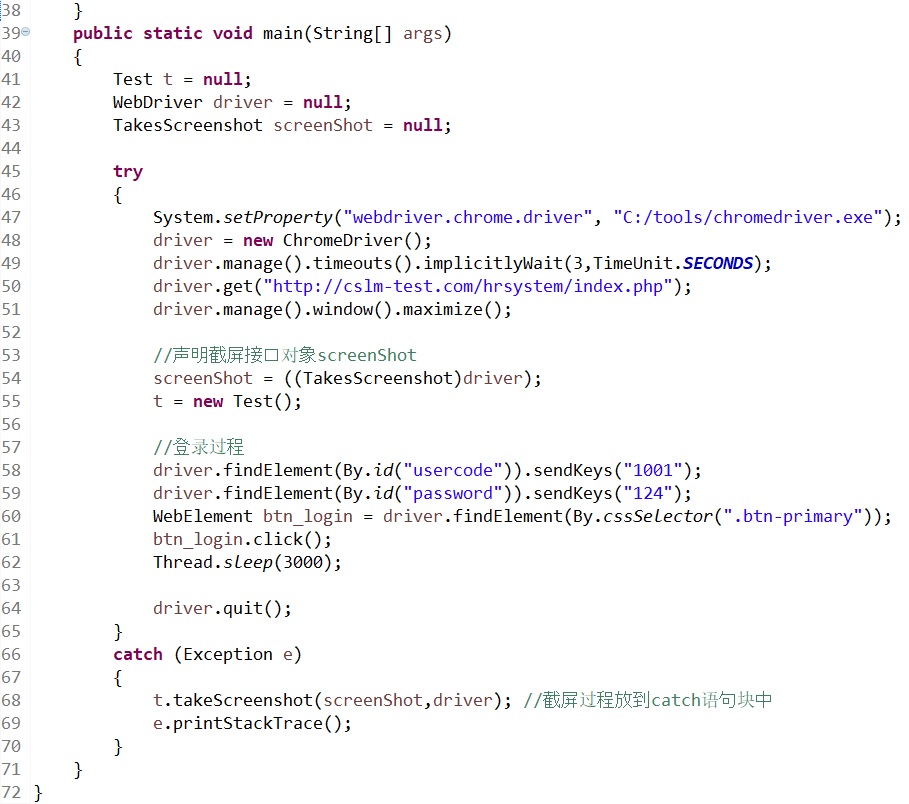 38     }
39     public static void main(String[] args)
40     {
41         Test t = null;
42         WebDriver driver = null;
43         TakesScreenshot screenShot = null;
44
45         try
46         {
47             System.setProperty("webdriver.chrome.driver", "C:/tools/chromedriver.exe");
48             driver = new ChromeDriver();
49             driver.manage().timeouts().implicitlyWait(3,TimeUnit.SECONDS);
50             driver.get("http://cslm-test.com/hrsystem/index.php");
51             driver.manage().window().maximize();
52
53             //声明截屏接口对象screenShot
54             screenShot = ((TakesScreenshot)driver);
55             t = new Test();
56
57             //登录过程
58             driver.findElement(By.id("usercode")).sendKeys("1001");
59             driver.findElement(By.id("password")).sendKeys("124");
60             WebElement btn_login = driver.findElement(By.cssSelector(".btn-primary"));
61             btn_login.click();
62             Thread.sleep(3000);
63
64             driver.quit();
65         }
66         catch (Exception e)
67         {
68             t.takeScreenshot(screenShot,driver); //截屏过程放到catch语句块中
69             e.printStackTrace();
70         }
71     }
72 }